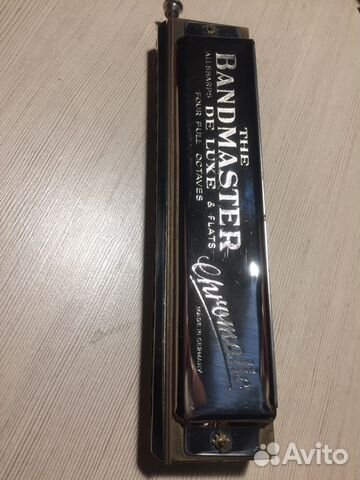 THE
BANDMASTER
ALL SHARPS DE LUXE & FLATS
FOUR FULL OCTAVES
Chromatic
MADE IN GERMANY
Avito